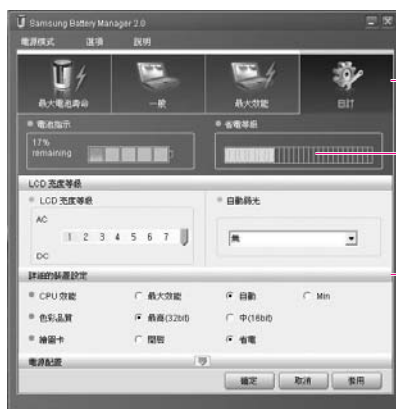 Samsung Battery Manager 2.0
電源模式 選項 說明
最大電池壽命 一般 最大效能 自訂
電池指示 省電等級
17%
remaining
LCD 亮度等級
LCD 亮度等級 自動弱光
AC
1 2 3 4 5 6 7
無
DC
詳細的裝置設定
CPU 效能 最大效能 自動 Min
色彩品質 最高(32bit) 中(16bit)
繪圖卡 關閉 省電
電源配置
確定 取消 套用